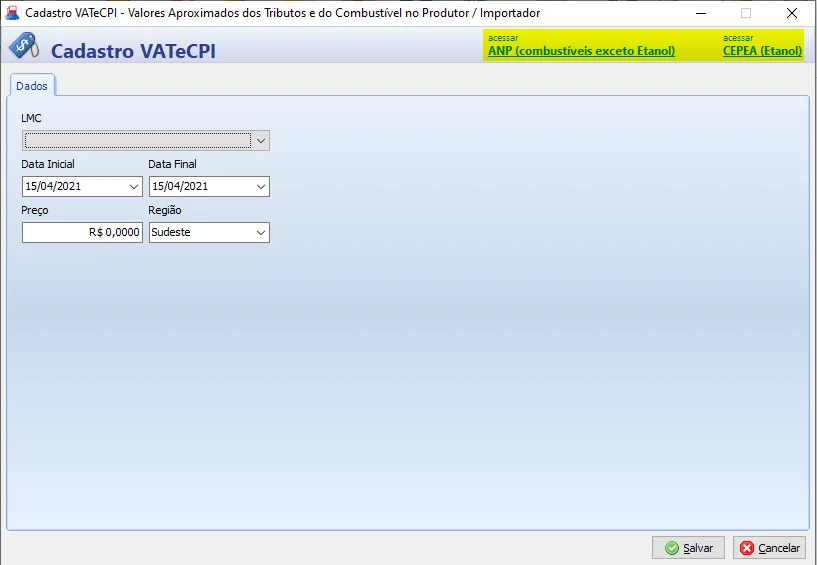 Cadastro VATeCPI - Valores Aproximados dos Tributos e do Combustível no Produtor / Importador
Cadastro VATeCPI
acessar acessar
ANP (combustíveis exceto Etanol) CEPEA (Etanol)
Dados
LMC
Data Inicial Data Final
15/04/2021 15/04/2021
Preço Região
R$ 0,0000 Sudeste
Salvar Cancelar